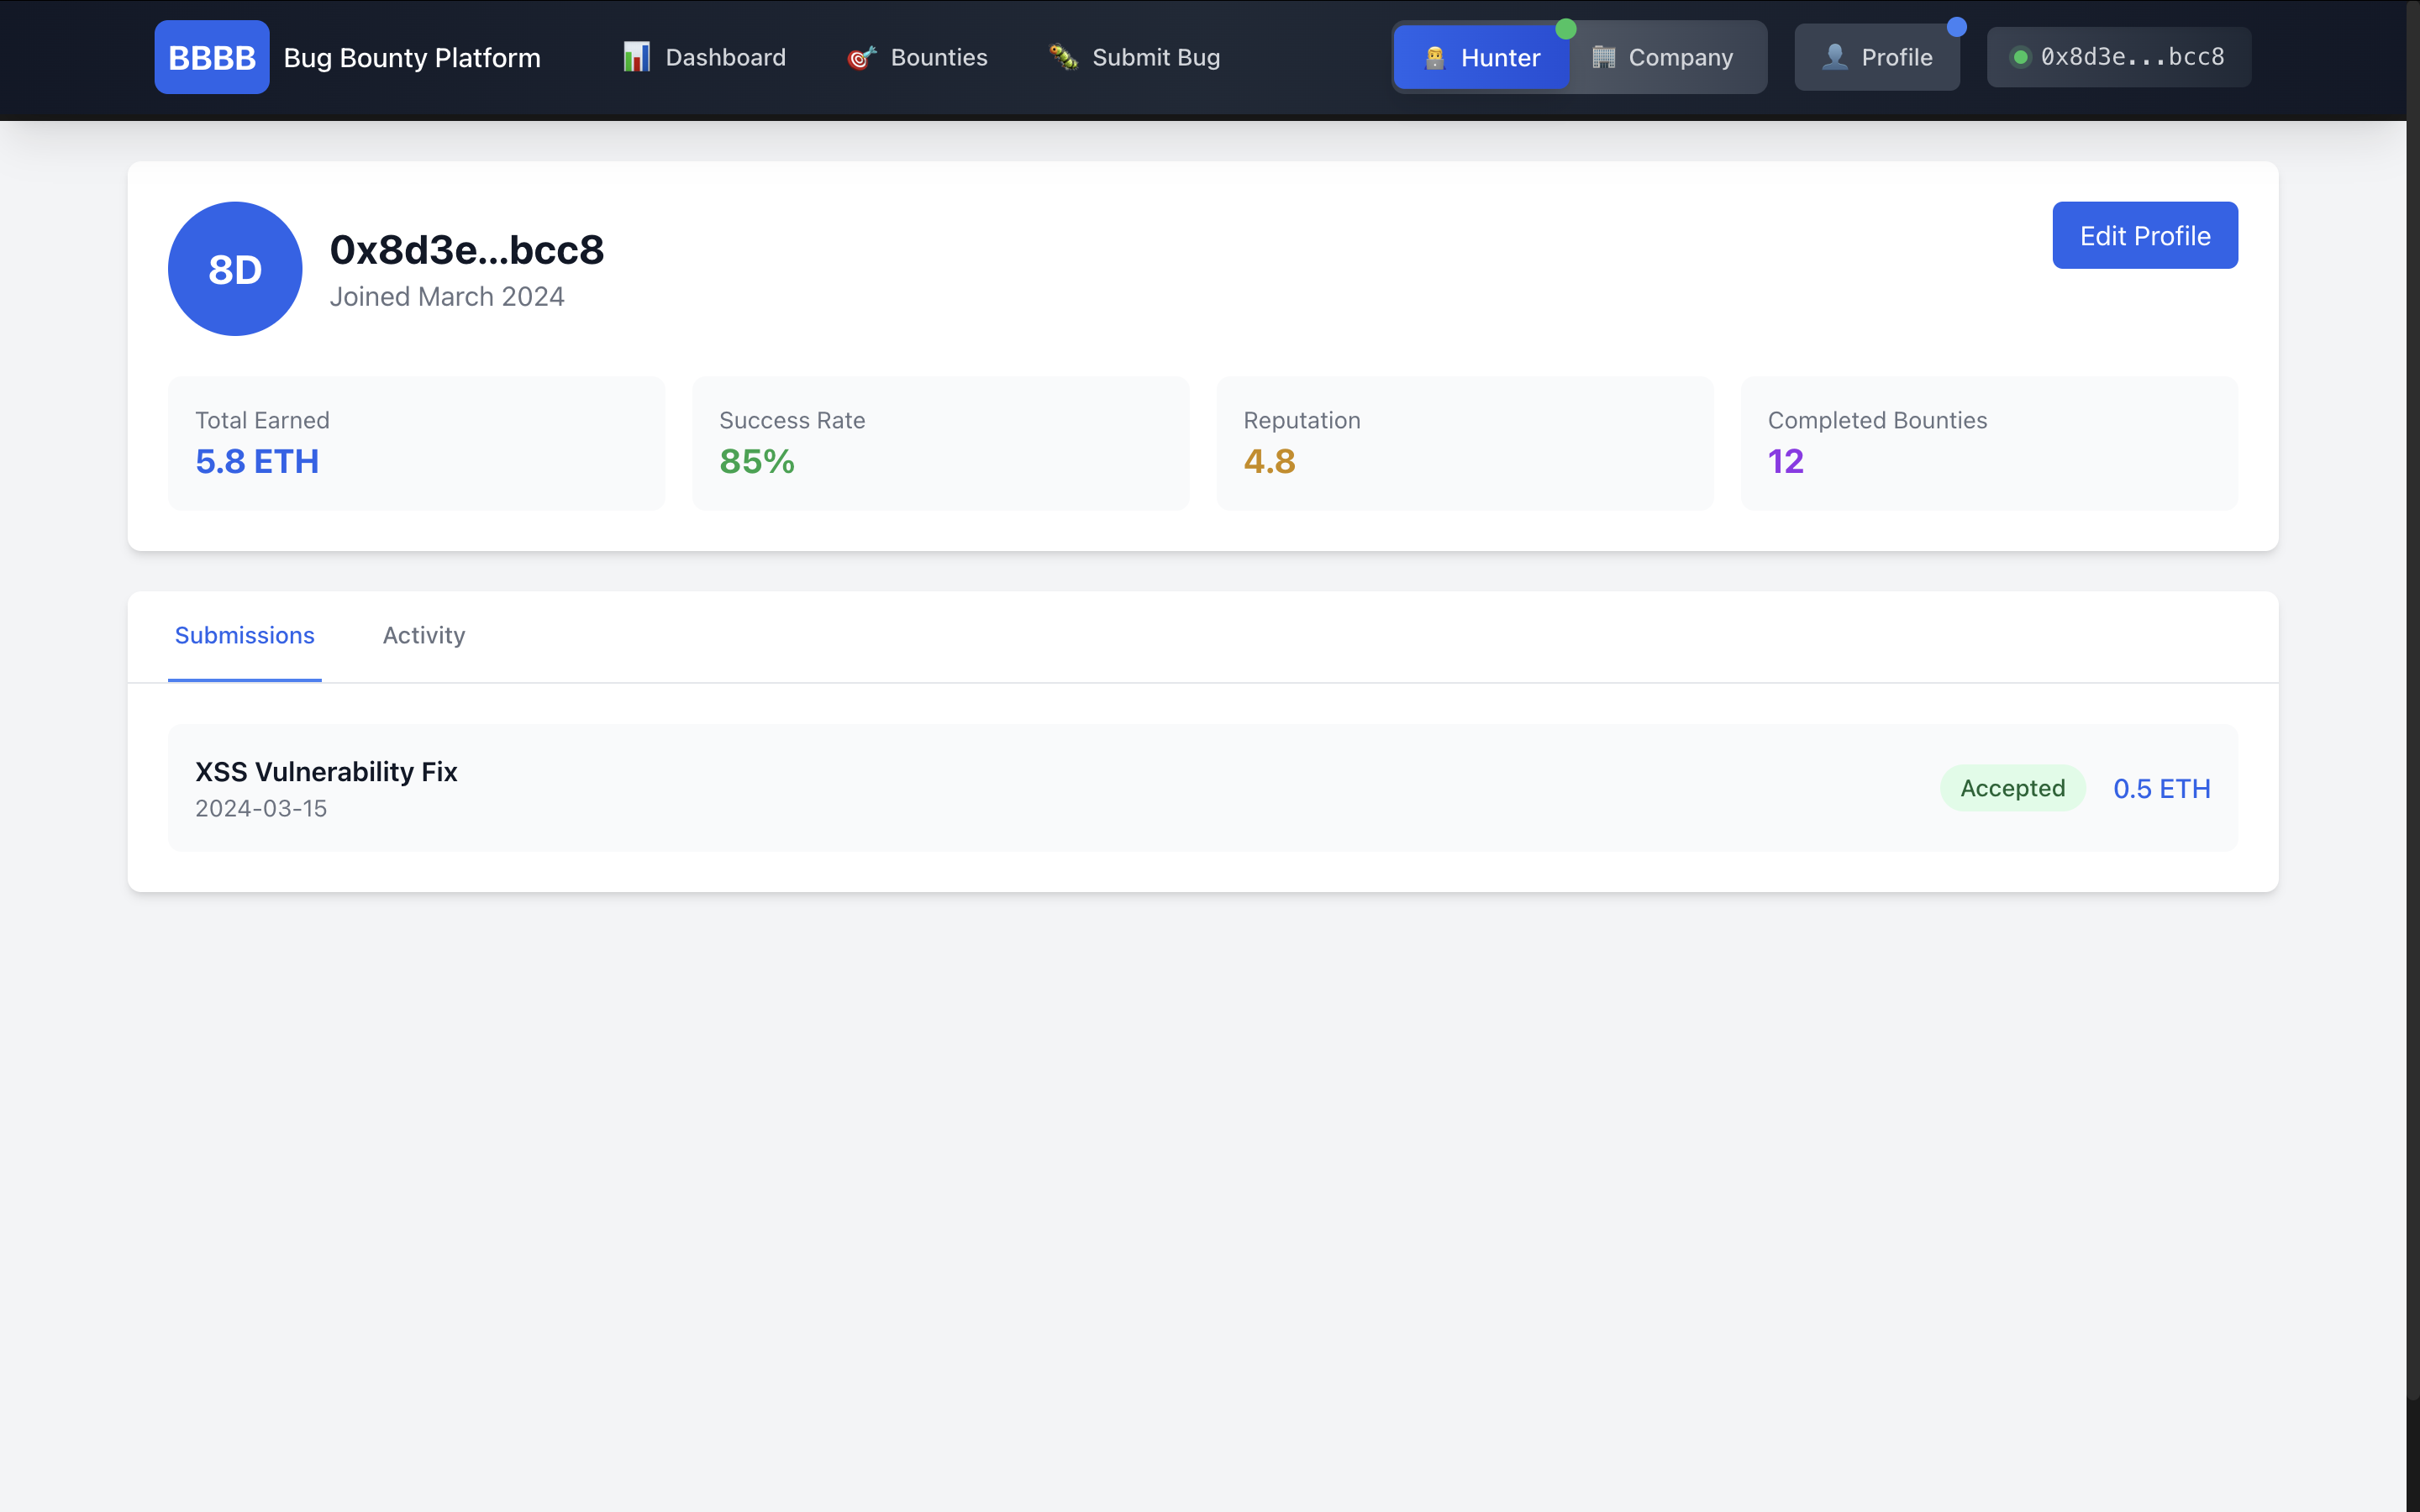 BBBB Bug Bounty Platform Dashboard Bounties Submit Bug Hunter Company Profile 0x8d3e...bcc8
8D
0x8d3e...bcc8
Joined March 2024
Edit Profile
Total Earned
5.8 ETH
Success Rate
85%
Reputation
4.8
Completed Bounties
12
Submissions Activity
XSS Vulnerability Fix
2024-03-15
Accepted 0.5 ETH